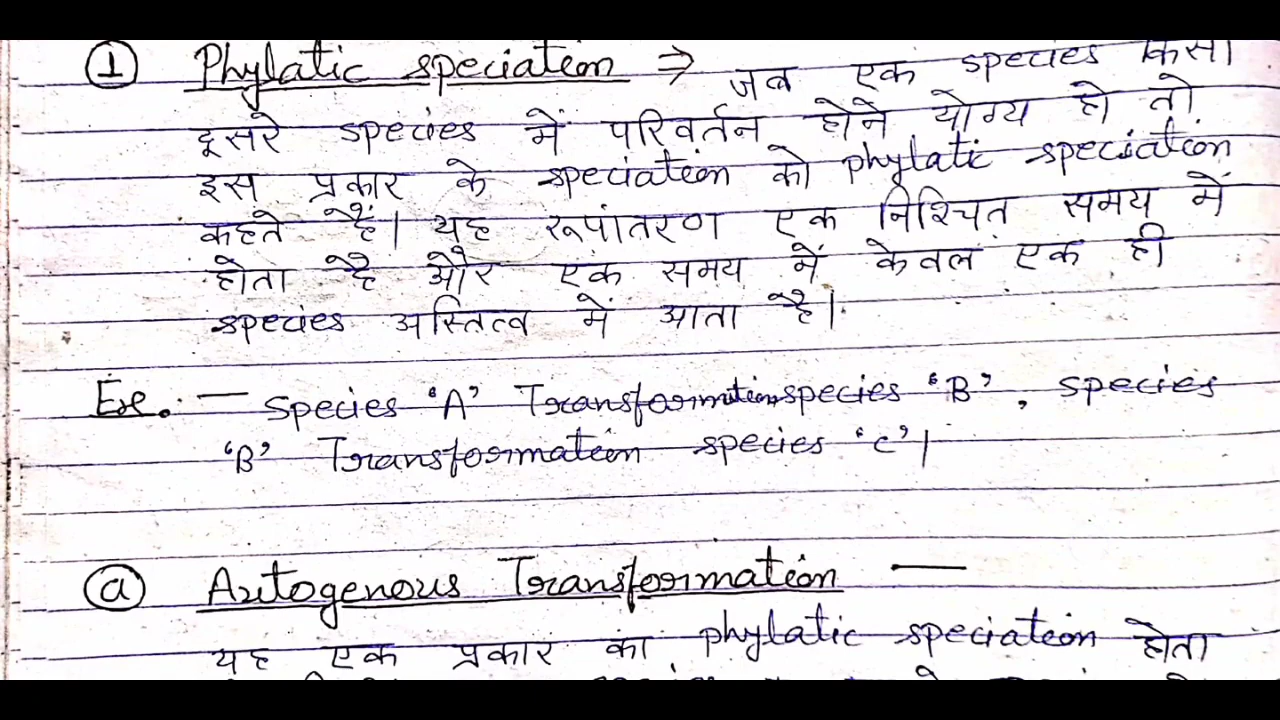 ① Phylatic speciation ⇒ जब एक species किसी
दूसरे species में परिवर्तन होने योग्य हो तो
इस प्रकार के speciation को phylatic speciation
कहते हैं। यह रूपांतरण एक निश्चित समय में
होता है और एक समय में केवल एक ही
species अस्तित्व में आता है।
Ex. — Species 'A' Transformation species 'B', species
'B' Transformation species 'C'।
ⓐ Autogenous Transformation —
यह एक प्रकार का phylatic speciation होता